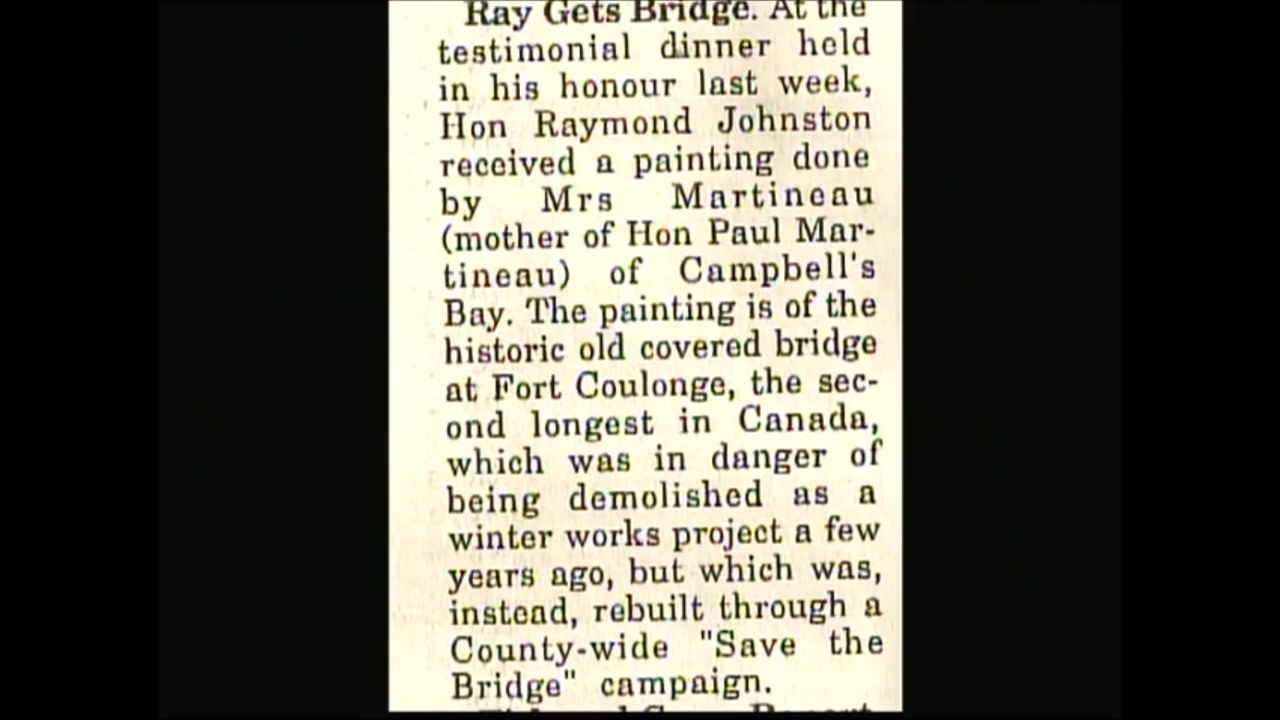 Ray Gets Bridge. At the
testimonial dinner held
in his honour last week,
Hon Raymond Johnston
received a painting done
by Mrs Martineau
(mother of Hon Paul Mar-
tineau) of Campbell's
Bay. The painting is of the
historic old covered bridge
at Fort Coulonge, the sec-
ond longest in Canada,
which was in danger of
being demolished as a
winter works project a few
years ago, but which was,
instead, rebuilt through a
County-wide "Save the
Bridge" campaign.